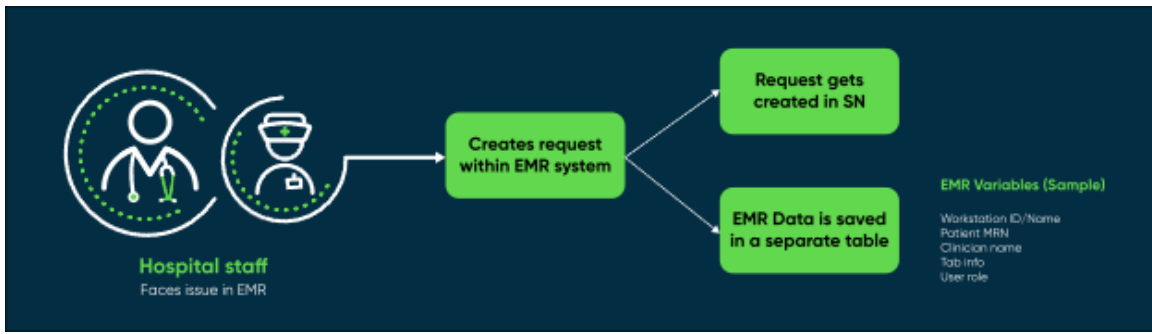 Hospital staff
Faces issue in EMR
Creates request
within EMR system
Request gets
created in SN
EMR Data is saved
in a separate table
EMR Variables (Sample)
Workstation ID/Name
Patient MRN
Clinician name
Tab info
User role